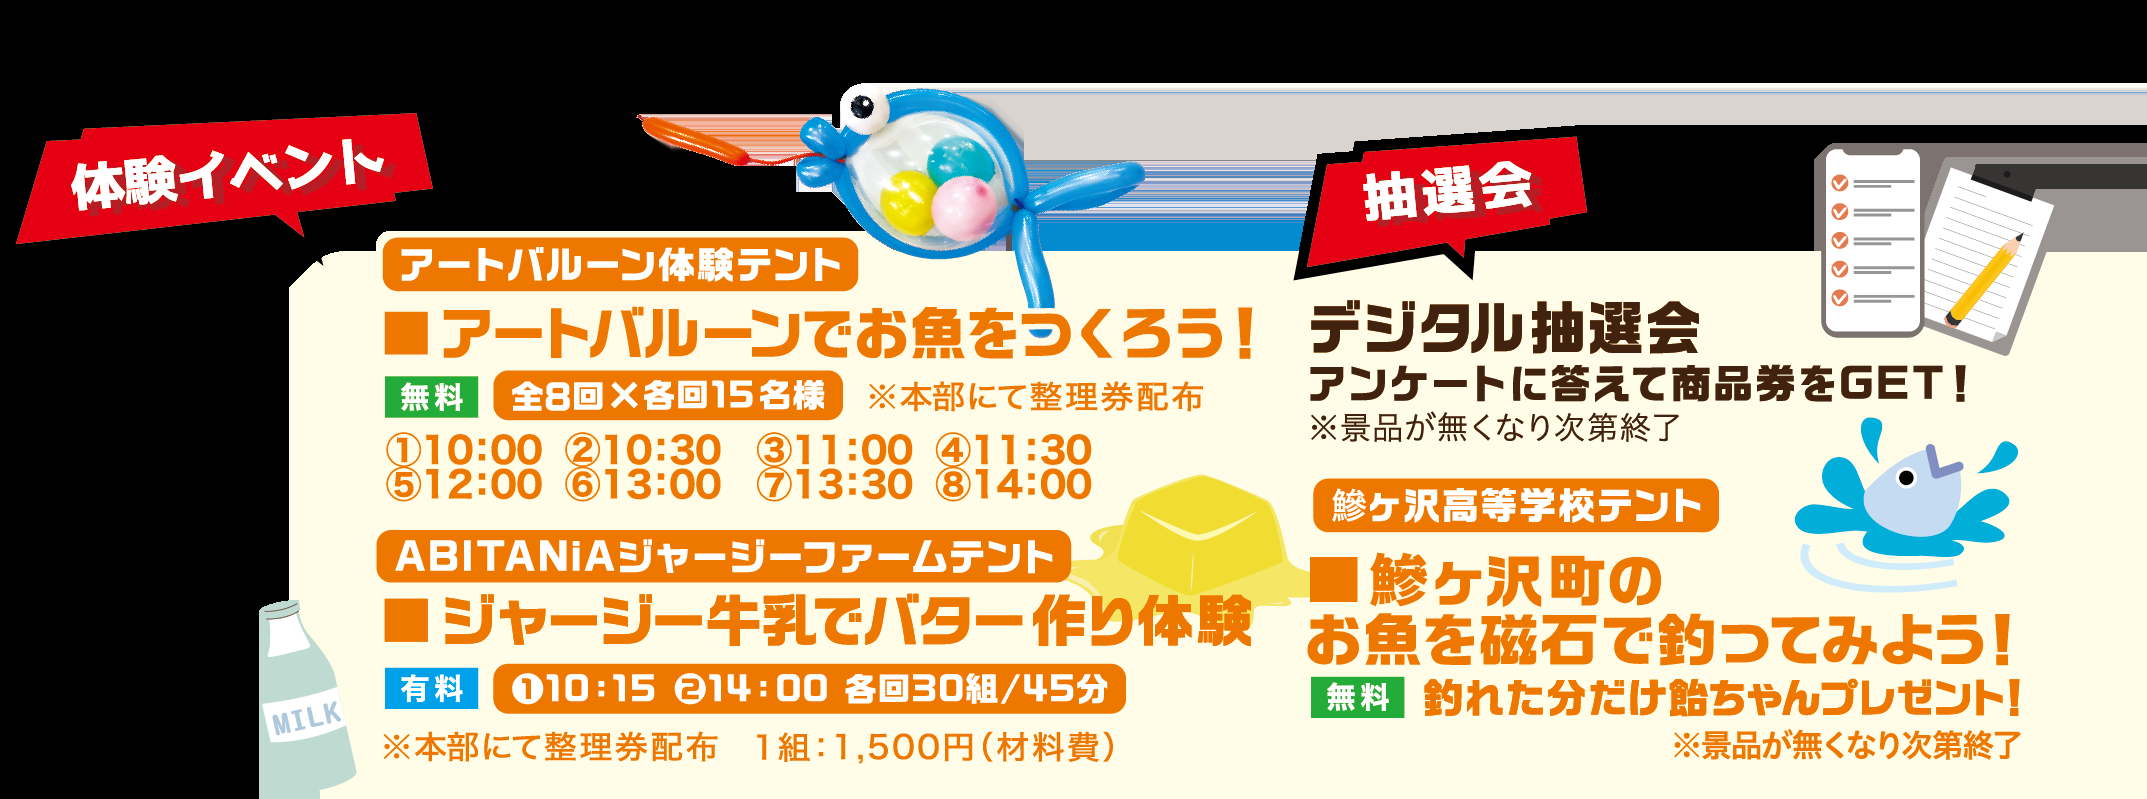 体験イベント
アートバルーン体験テント
■アートバルーンでお魚をつくろう！
無料 全8回×各回15名様 ※本部にて整理券配布
①10：00 ②10：30 ③11：00 ④11：30
⑤12：00 ⑥13：00 ⑦13：30 ⑧14：00
ABITANiAジャージーファームテント
■ジャージー牛乳でバター作り体験
有料 ❶10：15 ❷14：00 各回30組/45分
※本部にて整理券配布 1組：1,500円（材料費）
MILK
抽選会
デジタル抽選会
アンケートに答えて商品券をGET！
※景品が無くなり次第終了
鰺ヶ沢高等学校テント
■鰺ヶ沢町の
お魚を磁石で釣ってみよう！
無料 釣れた分だけ飴ちゃんプレゼント！
※景品が無くなり次第終了